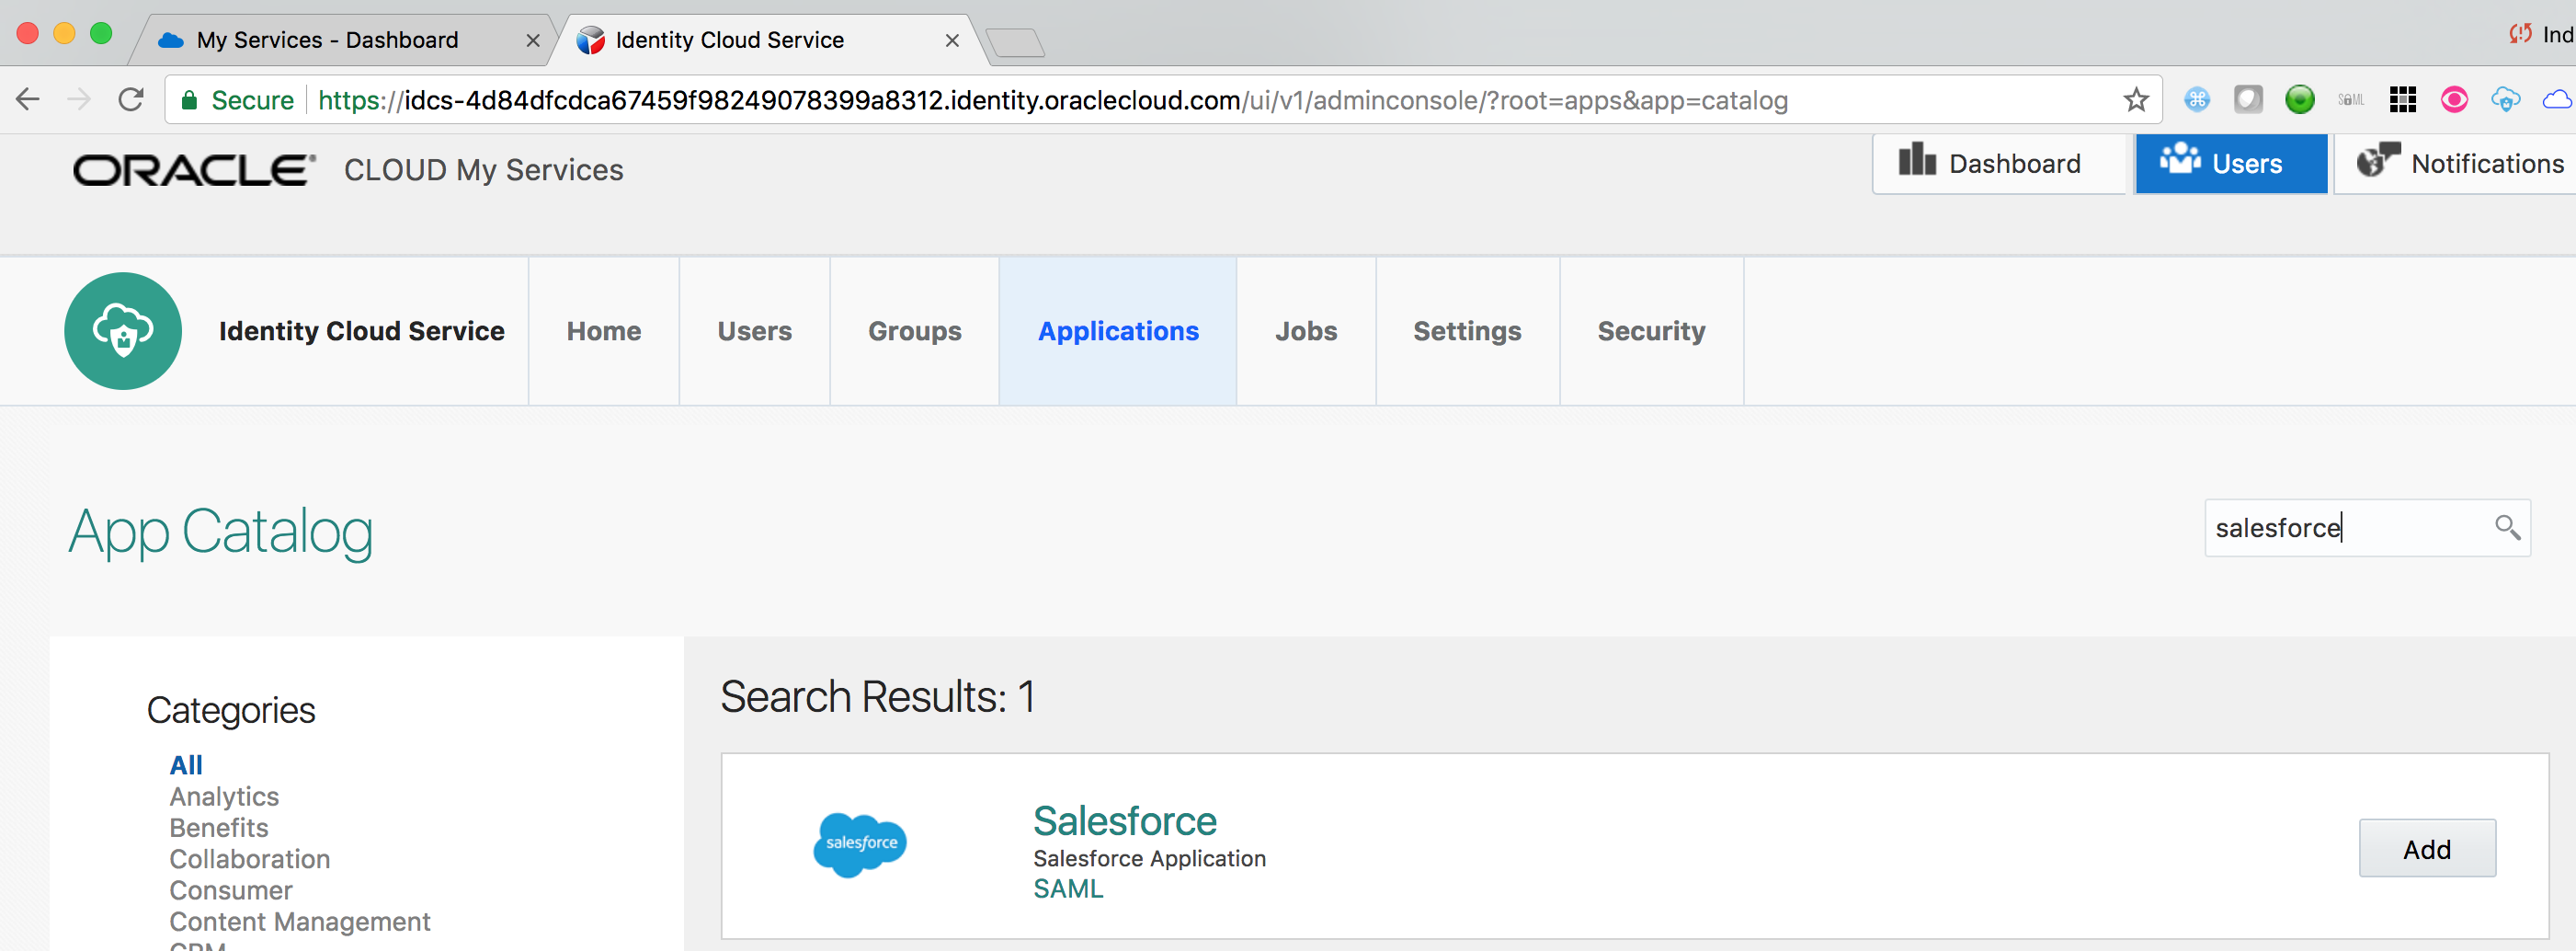 My Services - Dashboard
Identity Cloud Service
Ind
Secure
https://idcs-4d84dfcdca67459f98249078399a8312.identity.oraclecloud.com/ui/v1/adminconsole/?root=apps&app=catalog
SAML
ORACLE® CLOUD My Services
Dashboard
Users
Notifications
Identity Cloud Service
Home
Users
Groups
Applications
Jobs
Settings
Security
App Catalog
salesforce
Categories
All
Analytics
Benefits
Collaboration
Consumer
Content Management
CRM
Search Results: 1
salesforce
Salesforce
Salesforce Application
SAML
Add